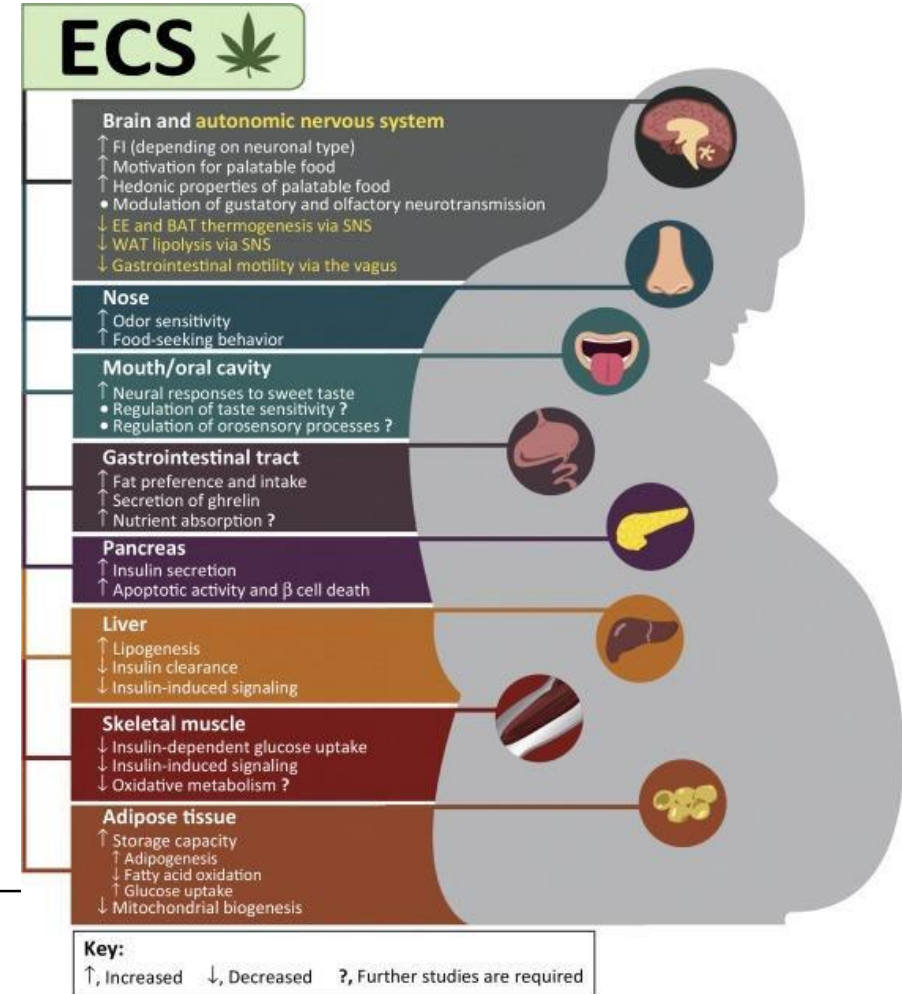 ECS
Brain and autonomic nervous system
↑ FI (depending on neuronal type)
↑ Motivation for palatable food
↑ Hedonic properties of palatable food
• Modulation of gustatory and olfactory neurotransmission
↓ EE and BAT thermogenesis via SNS
↓ WAT lipolysis via SNS
↓ Gastrointestinal motility via the vagus
Nose
↑ Odor sensitivity
↑ Food-seeking behavior
Mouth/oral cavity
↑ Neural responses to sweet taste
• Regulation of taste sensitivity ?
• Regulation of orosensory processes ?
Gastrointestinal tract
↑ Fat preference and intake
↑ Secretion of ghrelin
↑ Nutrient absorption ?
Pancreas
↑ Insulin secretion
↑ Apoptotic activity and β cell death
Liver
↑ Lipogenesis
↓ Insulin clearance
↓ Insulin-induced signaling
Skeletal muscle
↓ Insulin-dependent glucose uptake
↓ Insulin-induced signaling
↓ Oxidative metabolism ?
Adipose tissue
↑ Storage capacity
↑ Adipogenesis
↓ Fatty acid oxidation
↑ Glucose uptake
↓ Mitochondrial biogenesis
Key:
↑, Increased ↓, Decreased ?, Further studies are required